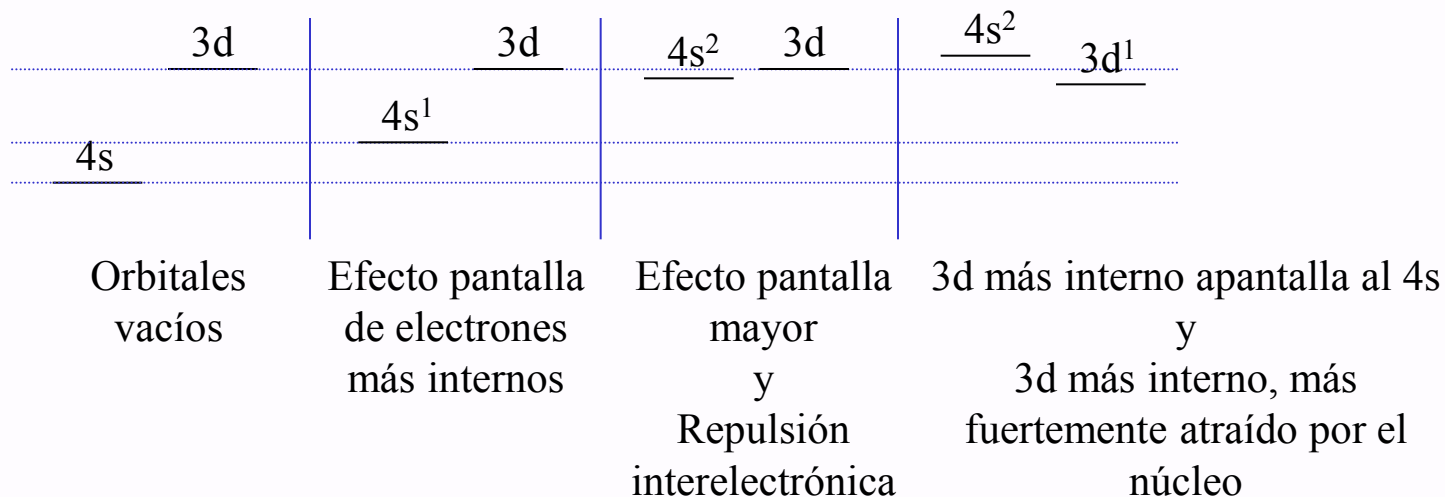 3d
4s
Orbitales
vacíos
3d
4s¹
Efecto pantalla
de electrones
más internos
4s²
3d
Efecto pantalla
mayor
y
Repulsión
interelectrónica
4s²
3d¹
3d más interno apantalla al 4s
y
3d más interno, más
fuertemente atraído por el
núcleo